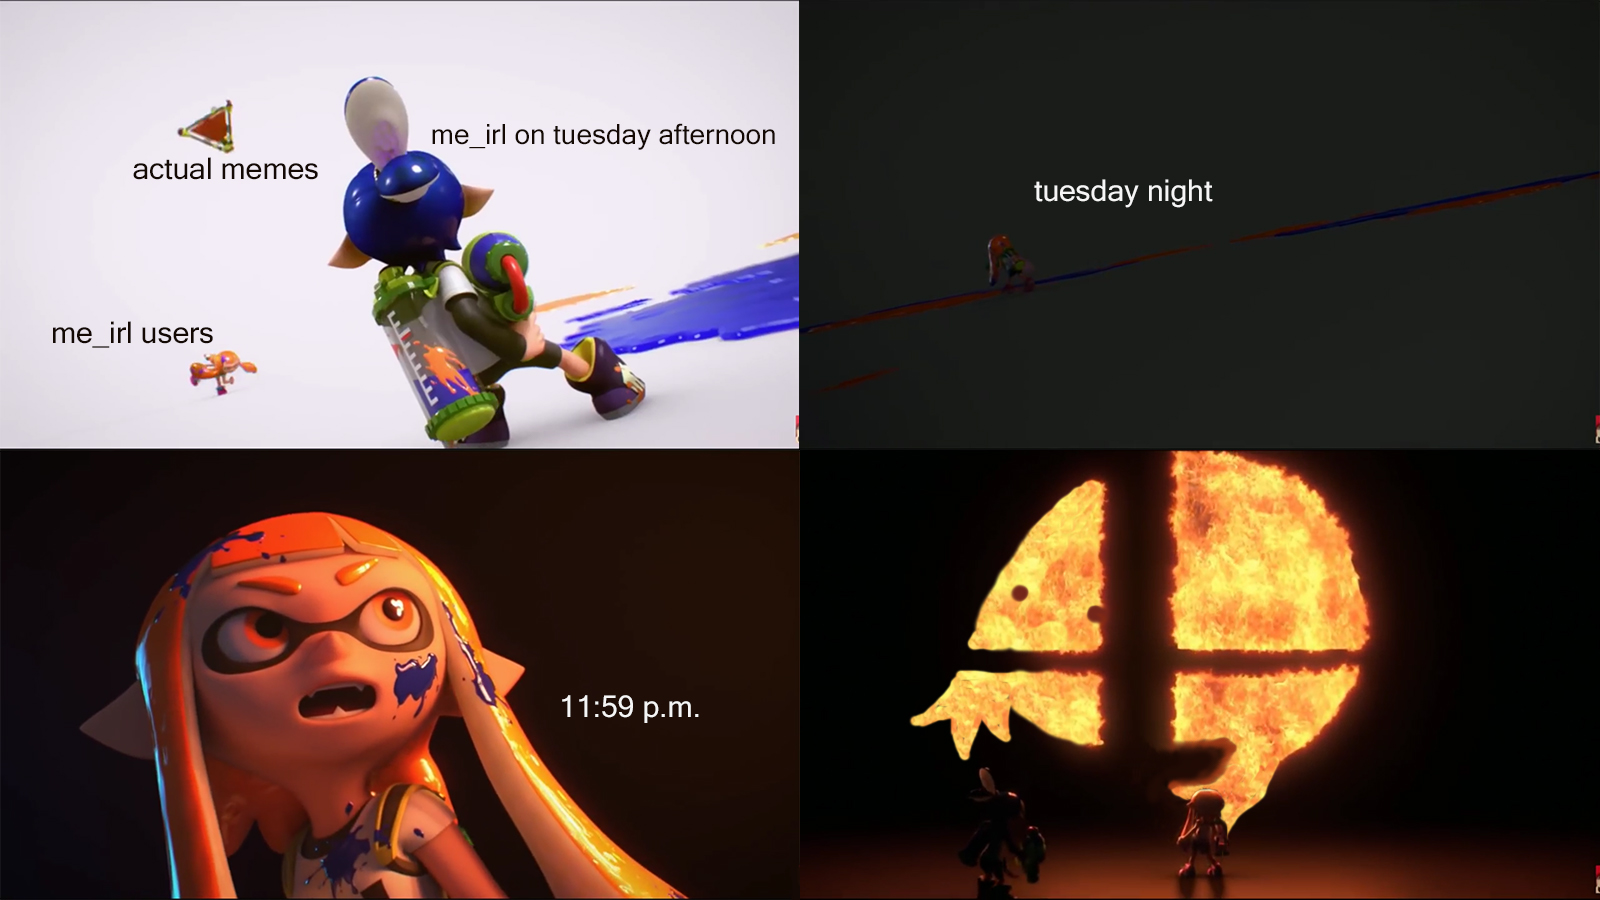 me_irl on tuesday afternoon
actual memes
me_irl users
tuesday night
11:59 p.m.